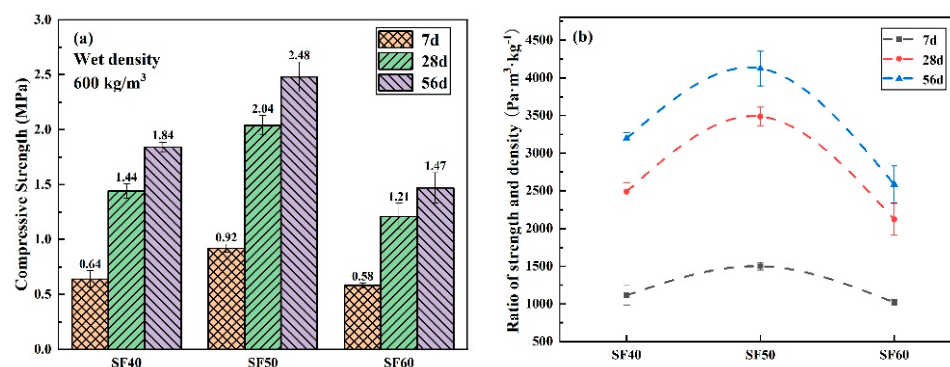 (a)
Wet density
600 kg/m³
7d
28d
56d
Compressive Strength (MPa)
3.0
2.5
2.0
1.5
1.0
0.5
0.0
0.64
1.44
1.84
0.92
2.04
2.48
0.58
1.21
1.47
SF40
SF50
SF60
(b)
7d
28d
56d
Ratio of strength and density (Pa·m³·kg⁻¹)
4500
4000
3500
3000
2500
2000
1500
1000
500
SF40
SF50
SF60